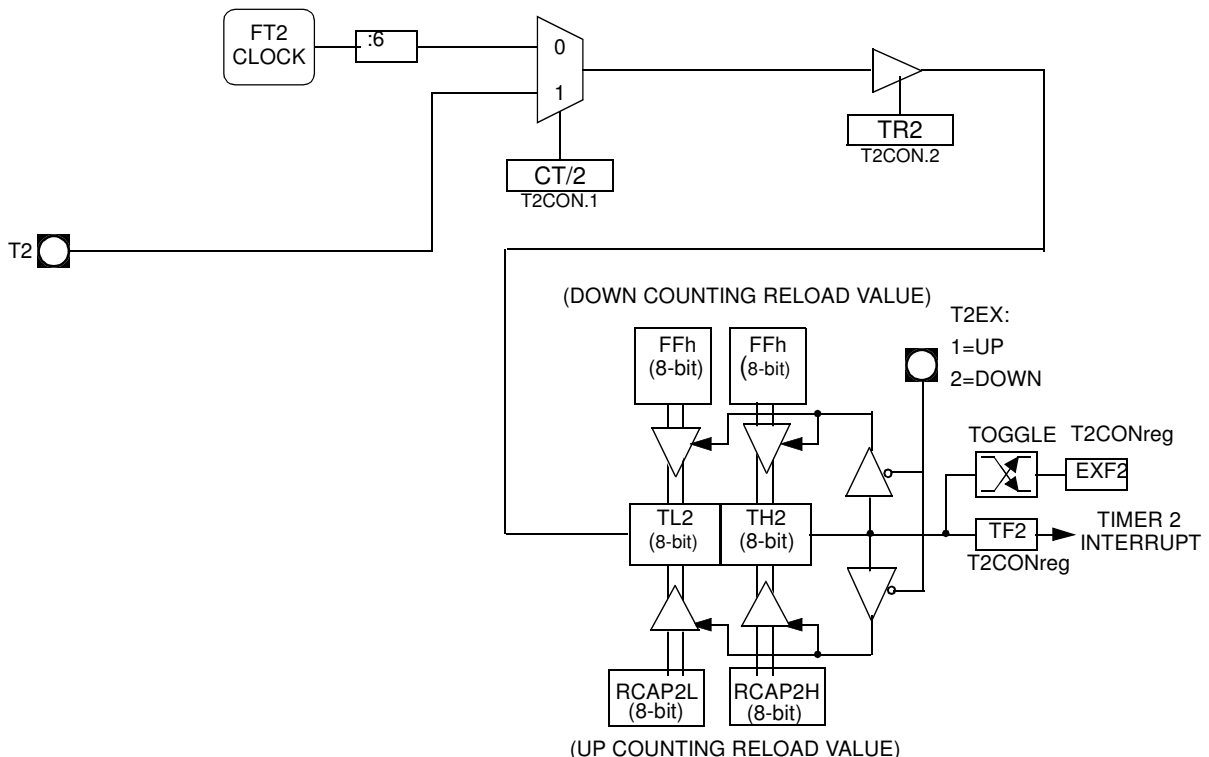 FT2
CLOCK
:6
0
1
TR2
T2CON.2
CT/2
T2CON.1
T2
(DOWN COUNTING RELOAD VALUE)
T2EX:
1=UP
2=DOWN
FFh
(8-bit)
FFh
(8-bit)
TOGGLE
T2CONreg
EXF2
TL2
(8-bit)
TH2
(8-bit)
TF2
T2CONreg
TIMER 2
INTERRUPT
RCAP2L
(8-bit)
RCAP2H
(8-bit)
(UP COUNTING RELOAD VALUE)